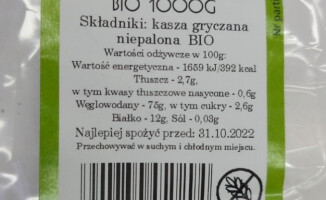 BIO 1000G
Składniki: kasza gryczana
niepalona BIO
Wartości odżywcze w 100g:
Wartość energetyczna - 1659 kJ/392 kcal
Tłuszcz - 2,7g,
w tym kwasy tłuszczowe nasycone - 0,6g
Węglowodany - 75g, w tym cukry - 2,6g
Białko - 12g, Sól - 0,03g
Najlepiej spożyć przed: 31.10.2022
Przechowywać w suchym i chłodnym miejscu.
Nr parti